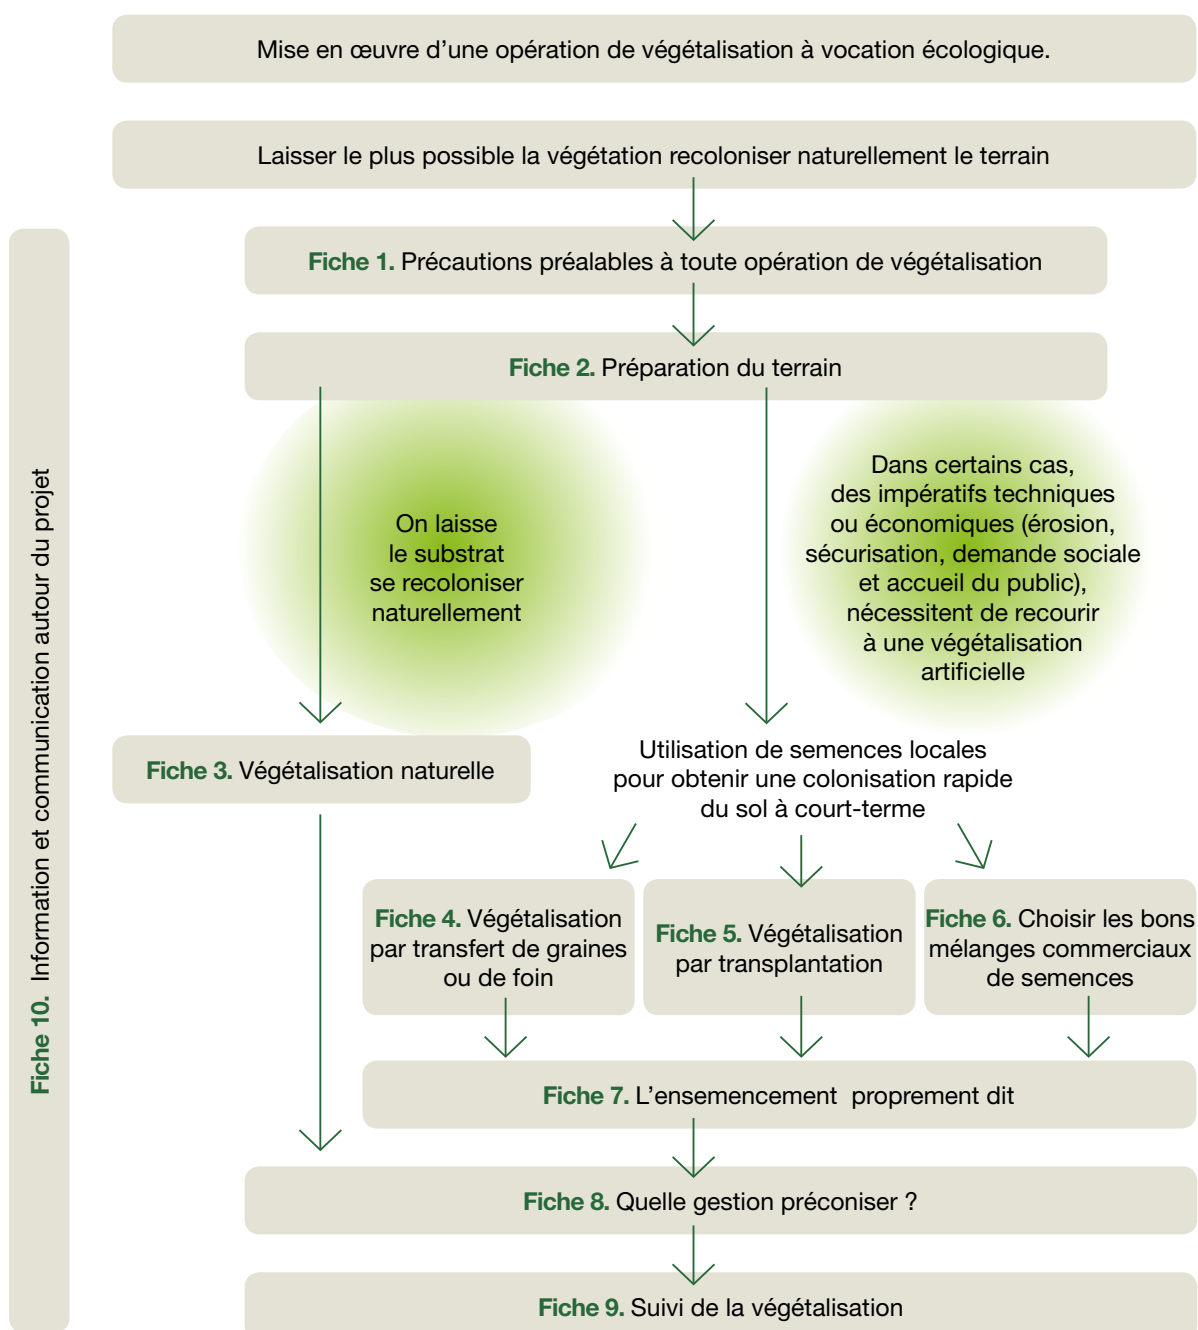 Mise en œuvre d'une opération de végétalisation à vocation écologique.
Laisser le plus possible la végétation recoloniser naturellement le terrain
Fiche 1. Précautions préalables à toute opération de végétalisation
Fiche 2. Préparation du terrain
On laisse
le substrat
se recoloniser
naturellement
Dans certains cas,
des impératifs techniques
ou économiques (érosion,
sécurisation, demande sociale
et accueil du public),
nécessitent de recourir
à une végétalisation
artificielle
Fiche 3. Végétalisation naturelle
Utilisation de semences locales
pour obtenir une colonisation rapide
du sol à court-terme
Fiche 4. Végétalisation
par transfert de graines
ou de foin
Fiche 5. Végétalisation
par transplantation
Fiche 6. Choisir les bons
mélanges commerciaux
de semences
Fiche 7. L'ensemencement proprement dit
Fiche 8. Quelle gestion préconiser ?
Fiche 9. Suivi de la végétalisation
Fiche 10. Information et communication autour du projet